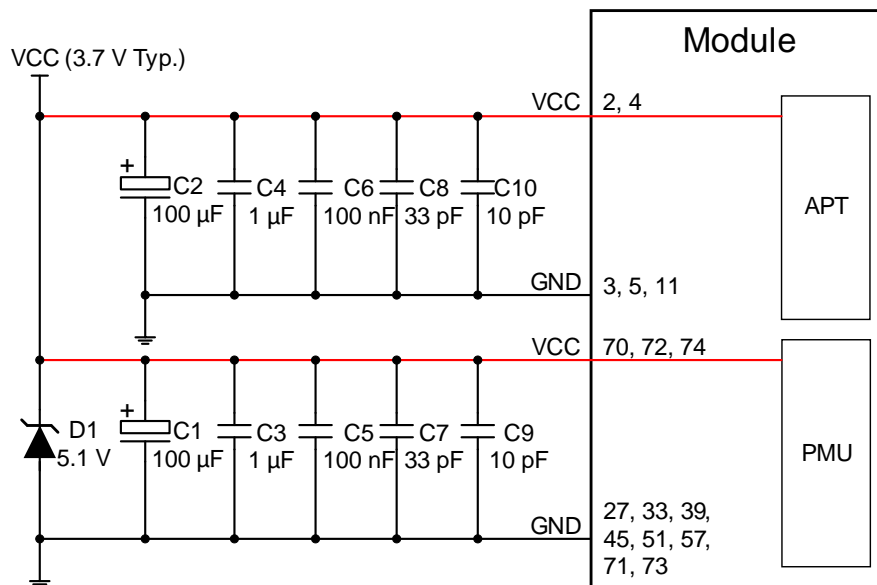 Module
VCC (3.7 V Typ.)
VCC 2, 4
+
C2
100 µF
C4
1 µF
C6
100 nF
C8
33 pF
C10
10 pF
APT
GND 3, 5, 11
VCC 70, 72, 74
D1
5.1 V
+
C1
100 µF
C3
1 µF
C5
100 nF
C7
33 pF
C9
10 pF
PMU
GND
27, 33, 39,
45, 51, 57,
71, 73